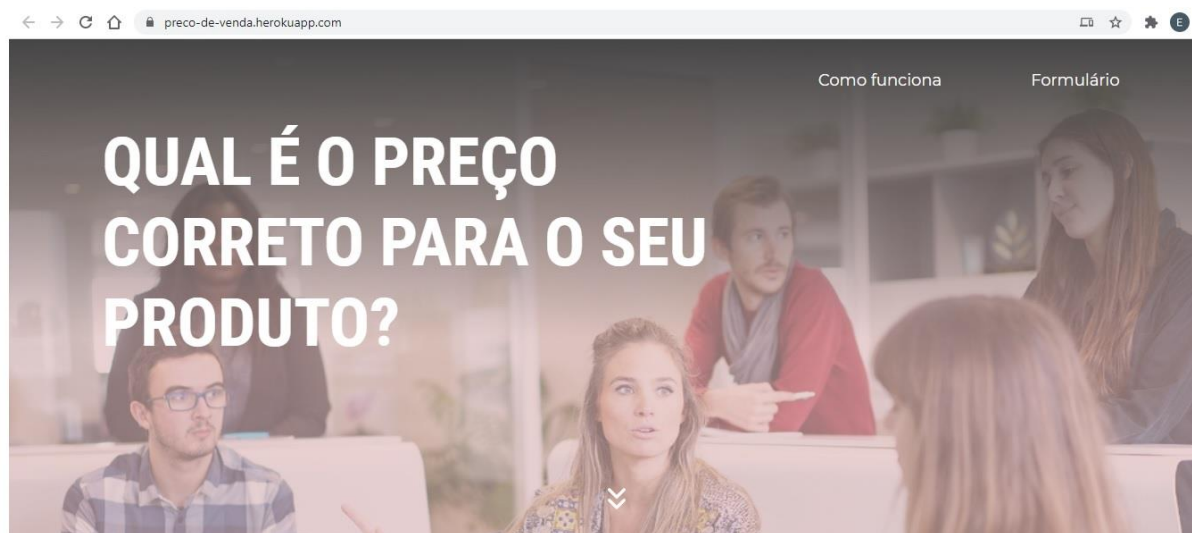 preco-de-venda.herokuapp.com
E
Como funciona Formulário
QUAL É O PREÇO
CORRETO PARA O SEU
PRODUTO?